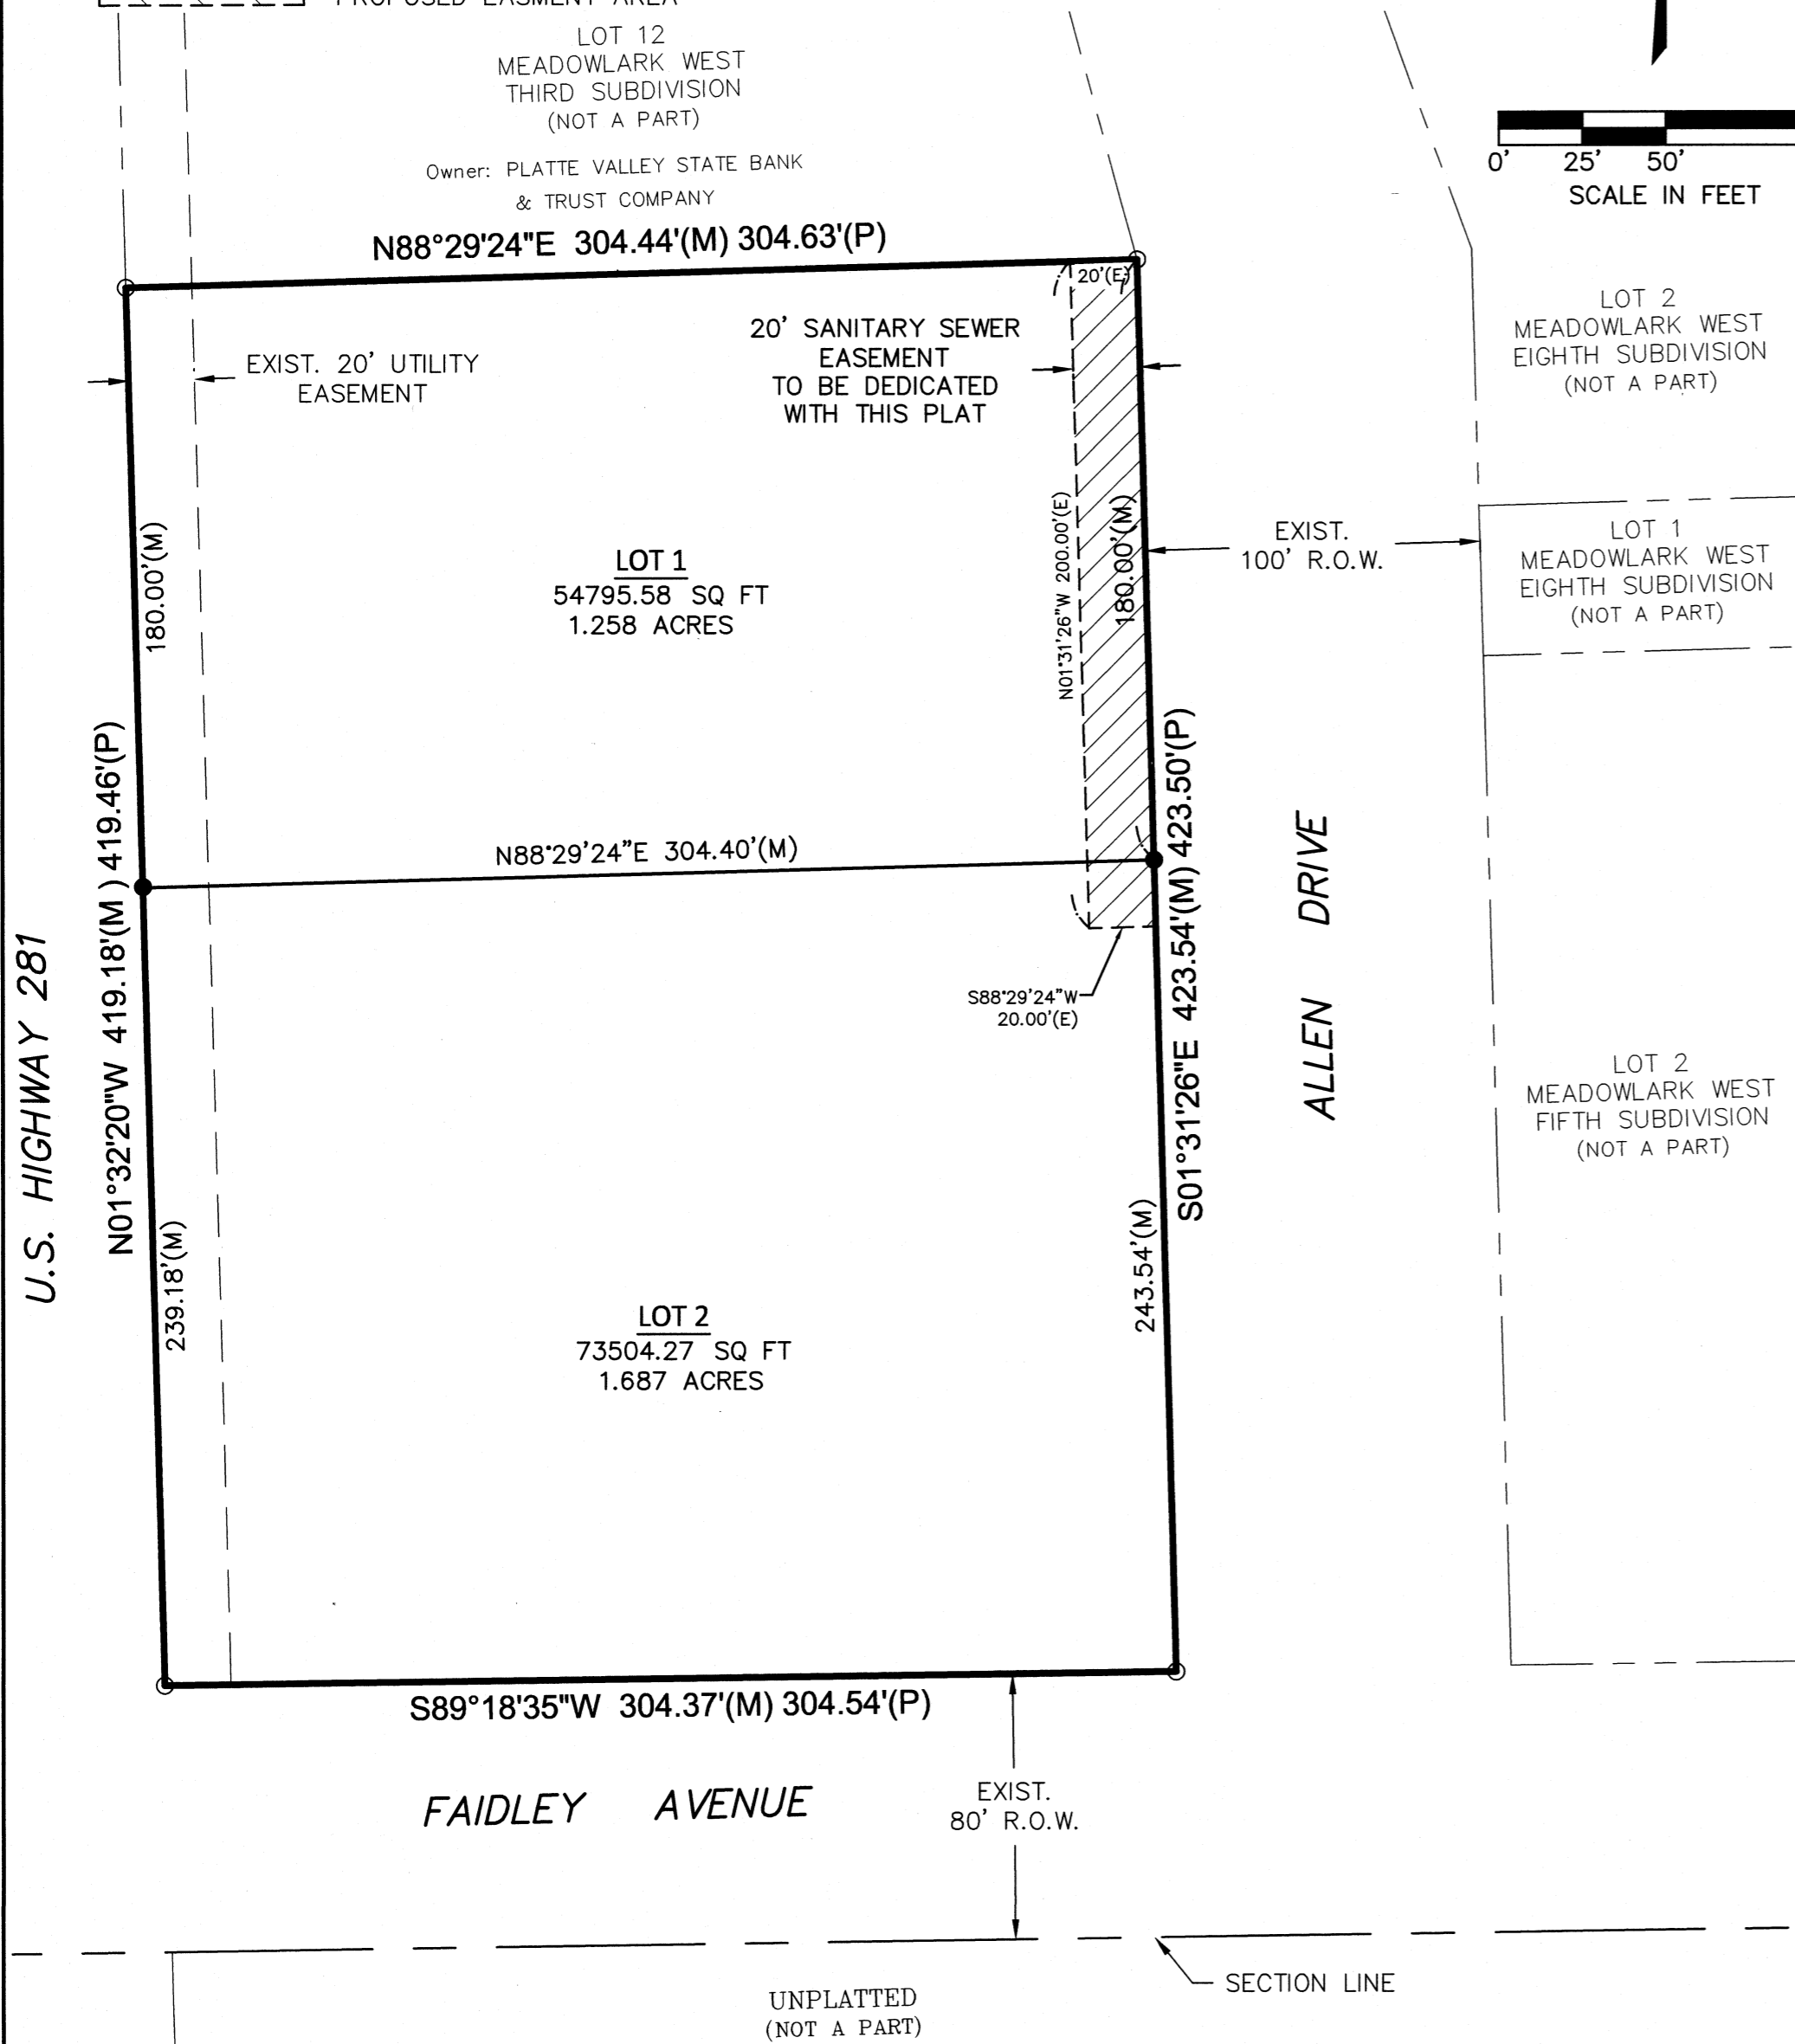 PROPOSED EASMENT AREA
LOT 12
MEADOWLARK WEST
THIRD SUBDIVISION
(NOT A PART)
Owner: PLATTE VALLEY STATE BANK
& TRUST COMPANY
0' 25' 50'
SCALE IN FEET
N88°29'24"E 304.44'(M) 304.63'(P)
20'(E)
20' SANITARY SEWER
EASEMENT
TO BE DEDICATED
WITH THIS PLAT
EXIST. 20' UTILITY
EASEMENT
LOT 2
MEADOWLARK WEST
EIGHTH SUBDIVISION
(NOT A PART)
180.00'(M)
LOT 1
54795.58 SQ FT
1.258 ACRES
N01°31'26"W 200.00'(E)
180.00'(M)
EXIST.
100' R.O.W.
LOT 1
MEADOWLARK WEST
EIGHTH SUBDIVISION
(NOT A PART)
N01°32'20"W 419.18'(M ) 419.46'(P)
N88°29'24"E 304.40'(M)
S01°31'26"E 423.54'(M) 423.50'(P)
S88°29'24"W
20.00'(E)
U.S. HIGHWAY 281
ALLEN DRIVE
LOT 2
MEADOWLARK WEST
FIFTH SUBDIVISION
(NOT A PART)
239.18'(M)
243.54'(M)
LOT 2
73504.27 SQ FT
1.687 ACRES
S89°18'35"W 304.37'(M) 304.54'(P)
FAIDLEY AVENUE
EXIST.
80' R.O.W.
SECTION LINE
UNPLATTED
(NOT A PART)